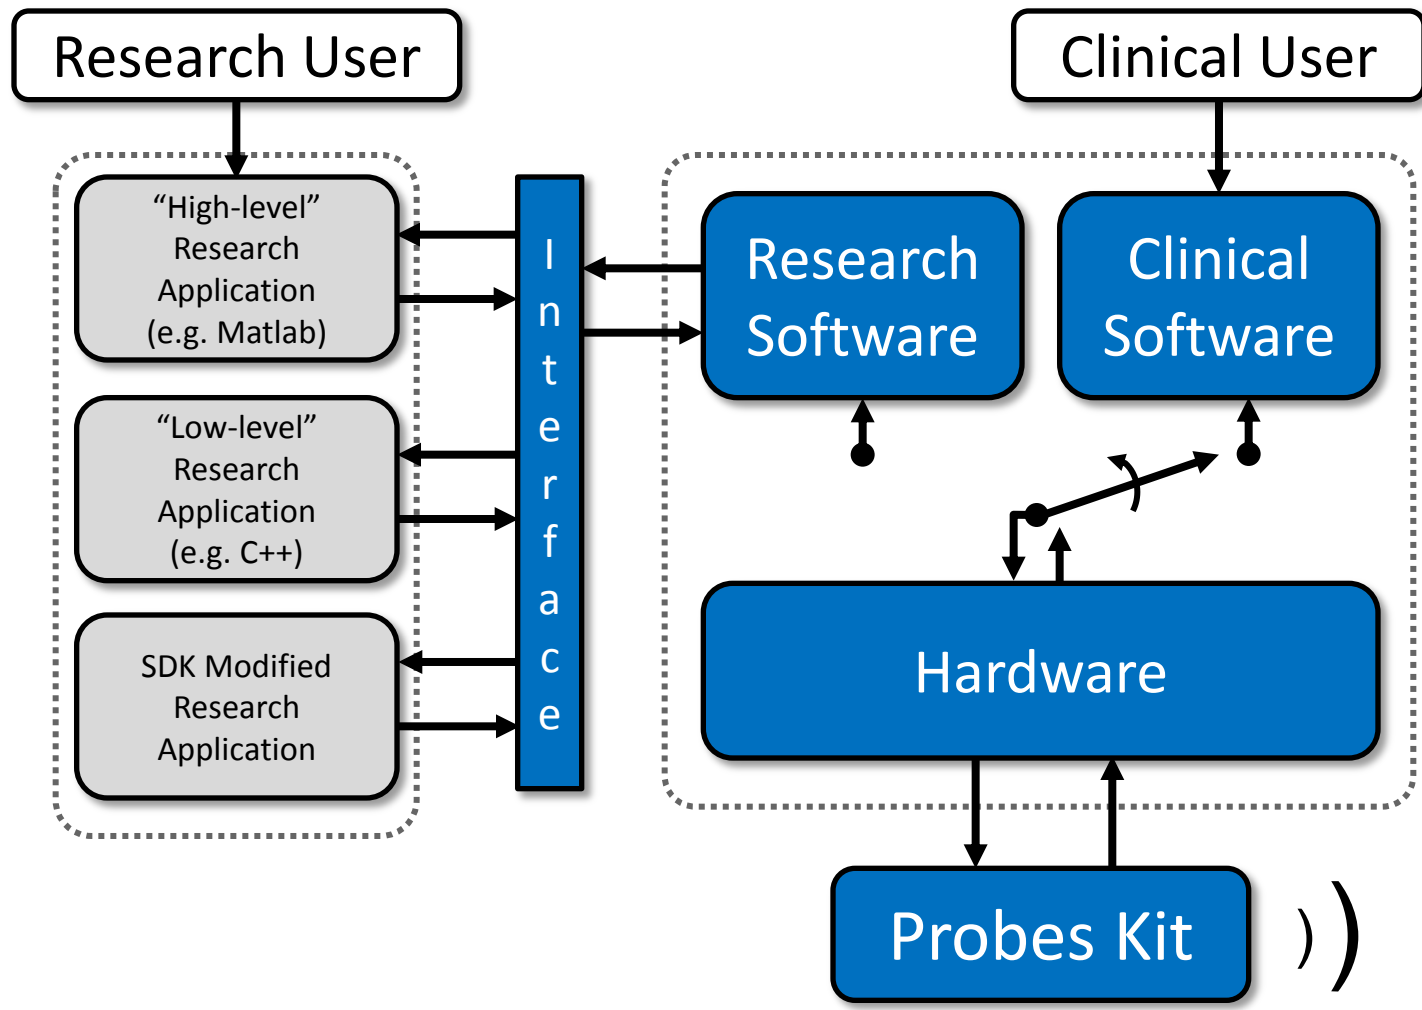 Research User
Clinical User
“High-level”
Research
Application
(e.g. Matlab)
“Low-level”
Research
Application
(e.g. C++)
SDK Modified
Research
Application
I
n
t
e
r
f
a
c
e
Research
Software
Clinical
Software
Hardware
Probes Kit